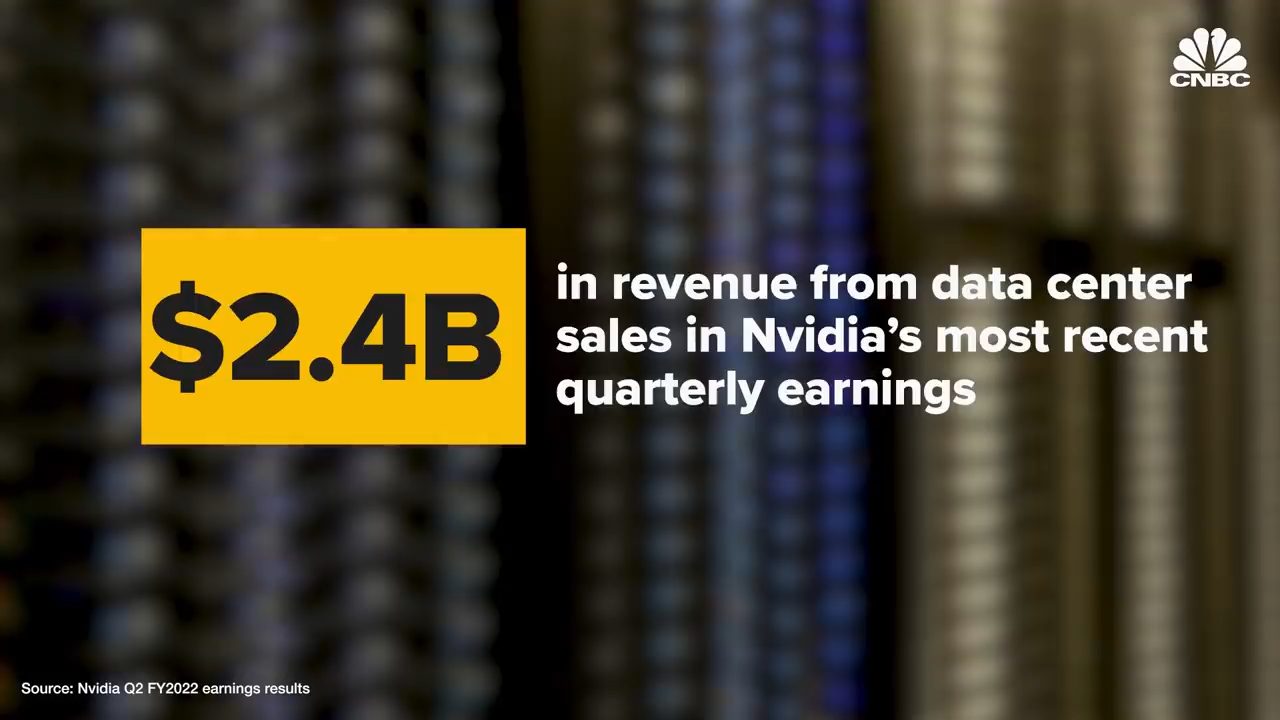 CNBC
$2.4B
in revenue from data center
sales in Nvidia’s most recent
quarterly earnings
Source: Nvidia Q2 FY2022 earnings results